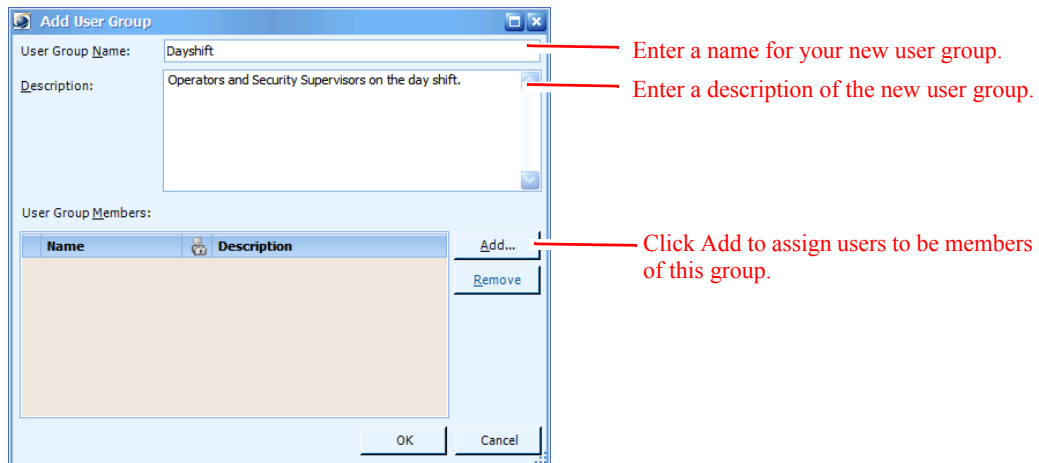 Add User Group
User Group Name:
Dayshift
Enter a name for your new user group.
Description:
Operators and Security Supervisors on the day shift.
Enter a description of the new user group.
User Group Members:
Name
Description
Add...
Click Add to assign users to be members
of this group.
Remove
OK
Cancel